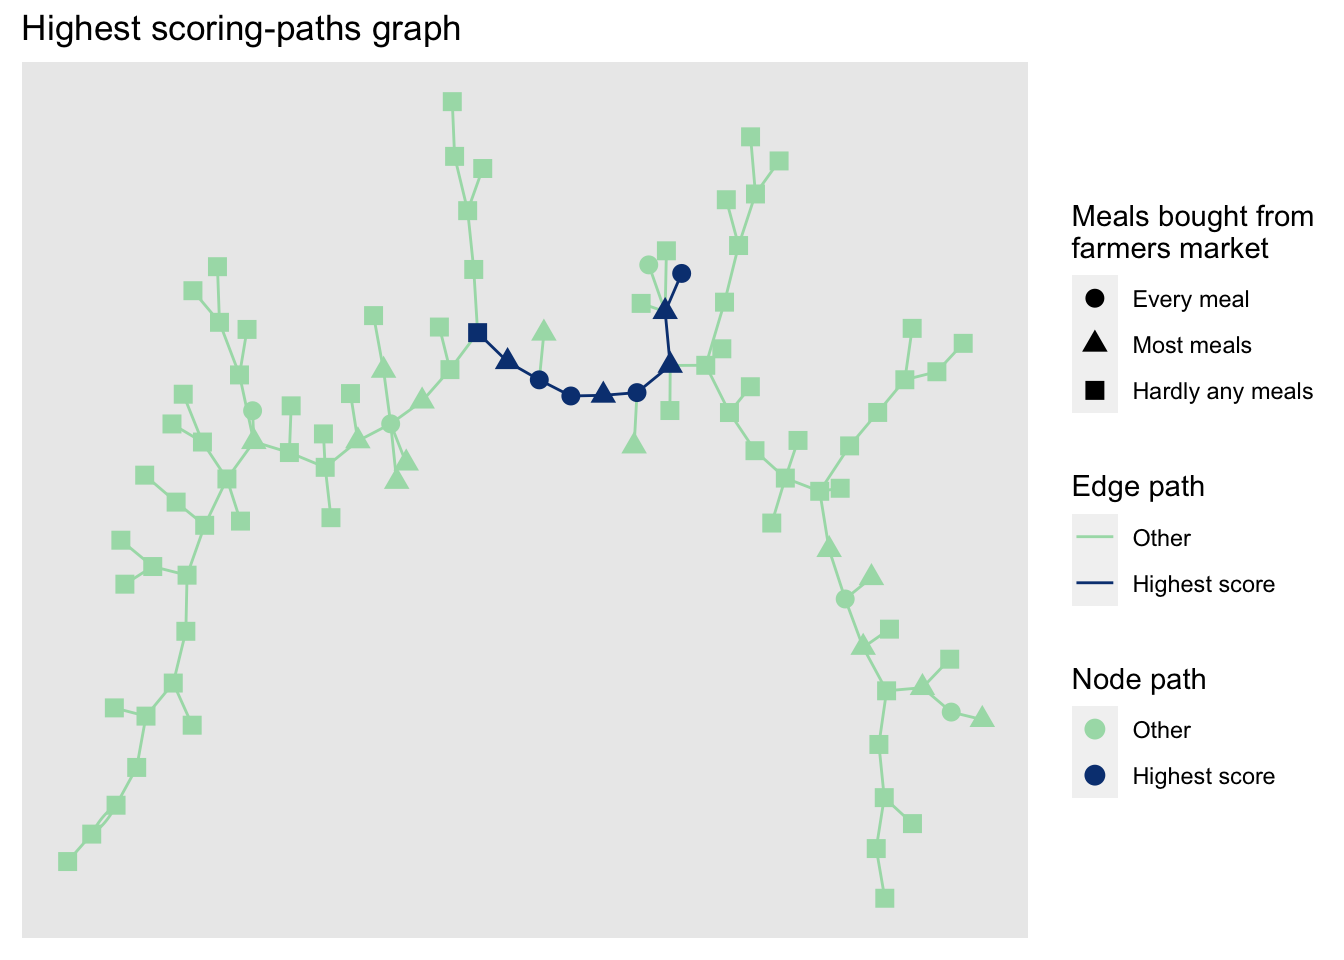 Highest scoring-paths graph
Meals bought from
farmers market
Every meal
Most meals
Hardly any meals
Edge path
Other
Highest score
Node path
Other
Highest score